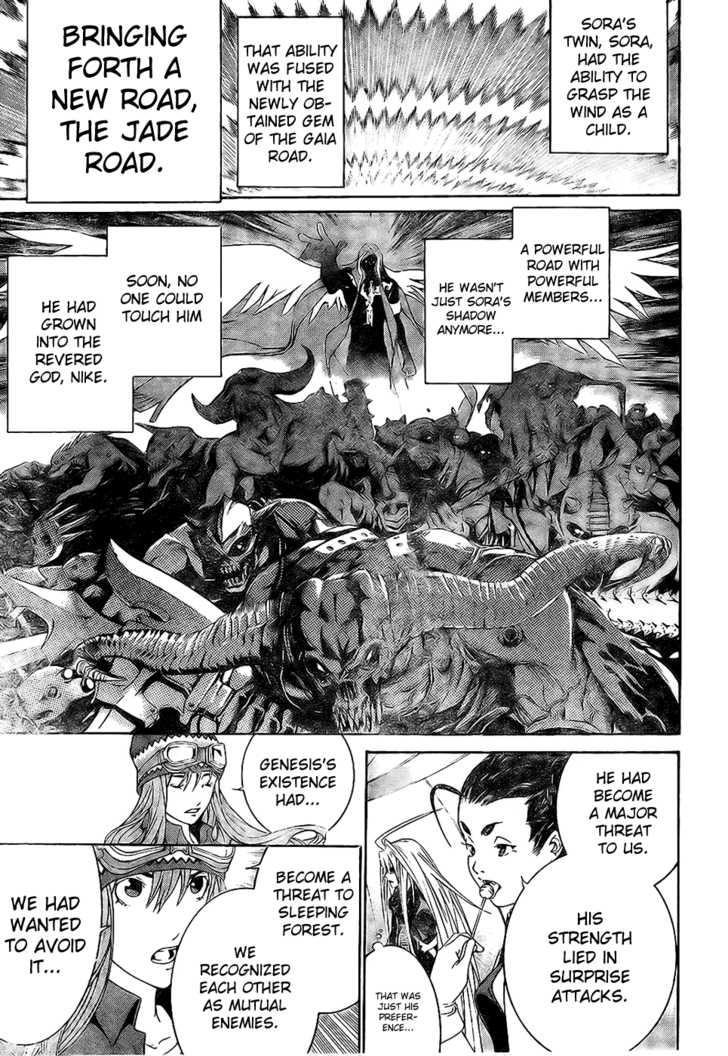 SORA'S
TWIN, SORA,
HAD THE
ABILITY TO
GRASP THE
WIND AS A
CHILD.
THAT ABILITY
WAS FUSED
WITH THE
NEWLY OB-
TAINED GEM
OF THE GAIA
ROAD.
BRINGING
FORTH A
NEW ROAD,
THE JADE
ROAD.
A POWERFUL
ROAD WITH
POWERFUL
MEMBERS...
HE WASN'T
JUST SORA'S
SHADOW
ANYMORE...
SOON, NO
ONE COULD
TOUCH HIM
HE HAD
GROWN
INTO THE
REVERED
GOD, NIKE.
HE HAD
BECOME
A MAJOR
THREAT
TO US.
HIS
STRENGTH
LIED IN
SURPRISE
ATTACKS.
THAT WAS
JUST HIS
PREFER-
ENCE...
GENESIS'S
EXISTENCE
HAD...
BECOME A
THREAT TO
SLEEPING
FOREST.
WE
RECOGNIZED
EACH OTHER
AS MUTUAL
ENEMIES.
WE HAD
WANTED
TO AVOID
IT...